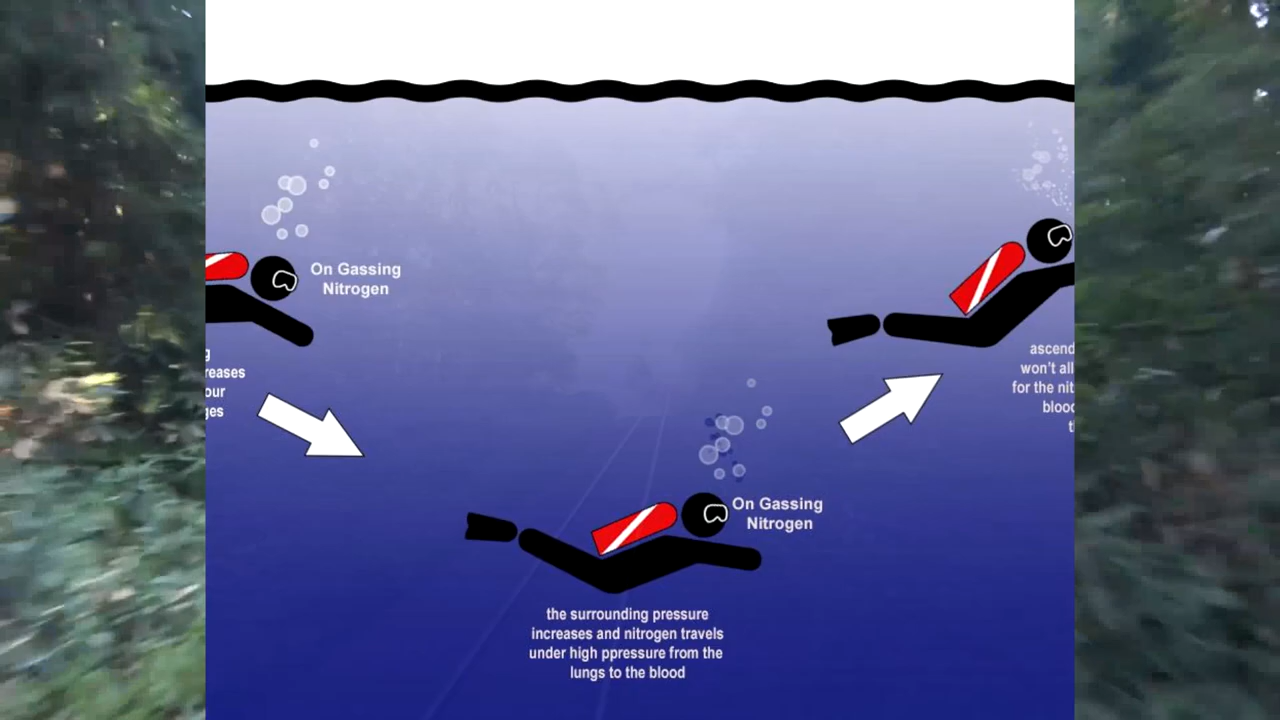 On Gassing
Nitrogen
g
reases
our
ges
On Gassing
Nitrogen
the surrounding pressure
increases and nitrogen travels
under high ppressure from the
lungs to the blood
ascend
won't all
for the nit
blood
t